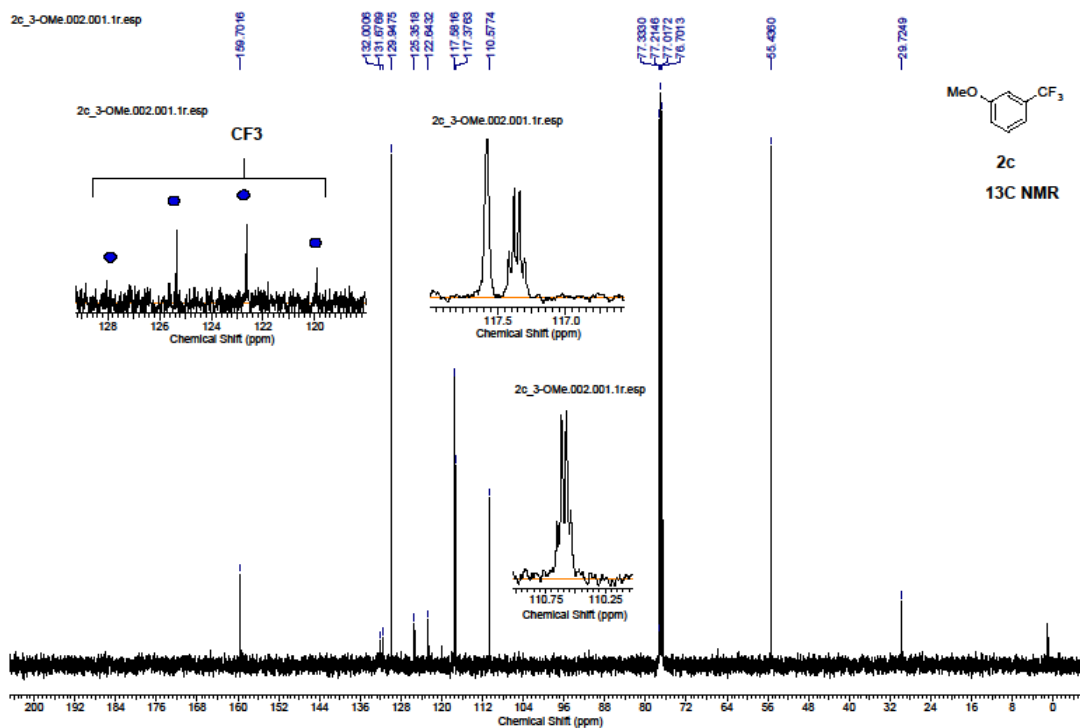 2c_3-OMe.002.001.1r.esp
159.7016
132.0006
131.6769
129.9475
125.3518
122.6432
117.5816
117.3763
110.5774
77.3330
77.2146
77.0172
76.7013
55.4360
29.7249
2c_3-OMe.002.001.1r.esp
CF3
128 126 124 122 120
Chemical Shift (ppm)
2c_3-OMe.002.001.1r.esp
117.5 117.0
Chemical Shift (ppm)
MeO CF3
2c
13C NMR
2c_3-OMe.002.001.1r.esp
110.75 110.25
Chemical Shift (ppm)
200 192 184 176 168 160 152 144 136 128 120 112 104 96 88 80 72 64 56 48 40 32 24 16 8 0
Chemical Shift (ppm)